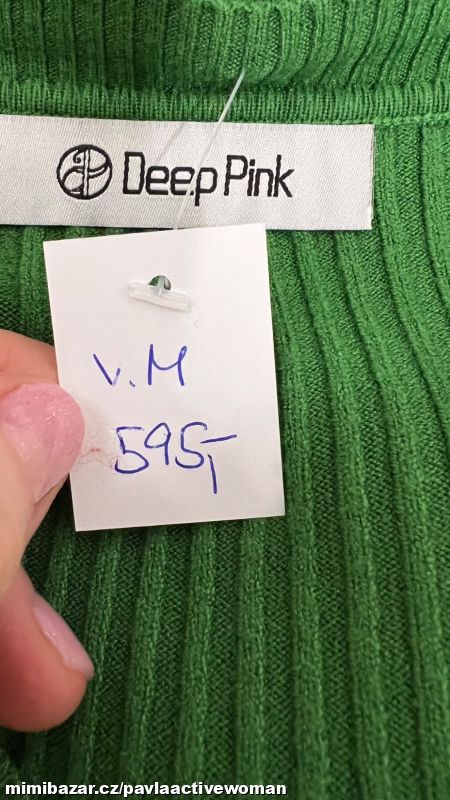 Deep Pink
v.M
595,-
mimibazar.cz/pavlaactivewoman